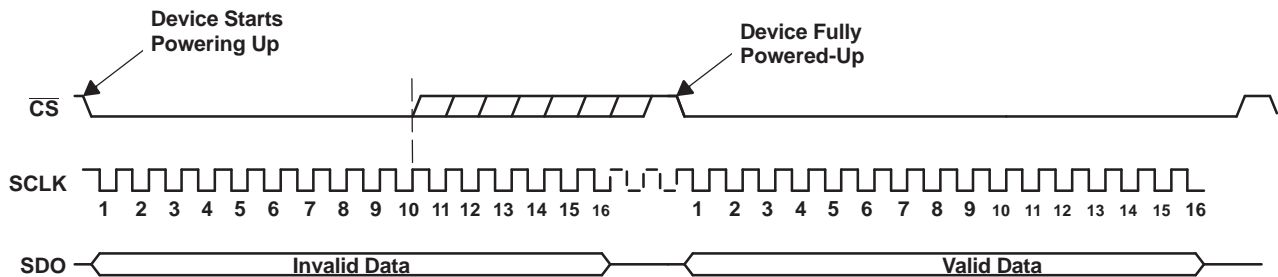 Device Starts
Powering Up
Device Fully
Powered-Up
CS
SCLK
1 2 3 4 5 6 7 8 9 10 11 12 13 14 15 16 1 2 3 4 5 6 7 8 9 10 11 12 13 14 15 16
SDO Invalid Data Valid Data